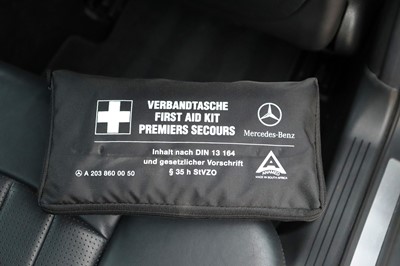 VERBANDTASCHE
FIRST AID KIT
PREMIERS SECOURS
Mercedes-Benz
Inhalt nach DIN 13 164
und gesetzlicher Vorschrift
§ 35 h StVZO
A 203 860 00 50
MADE IN SOUTH AFRICA